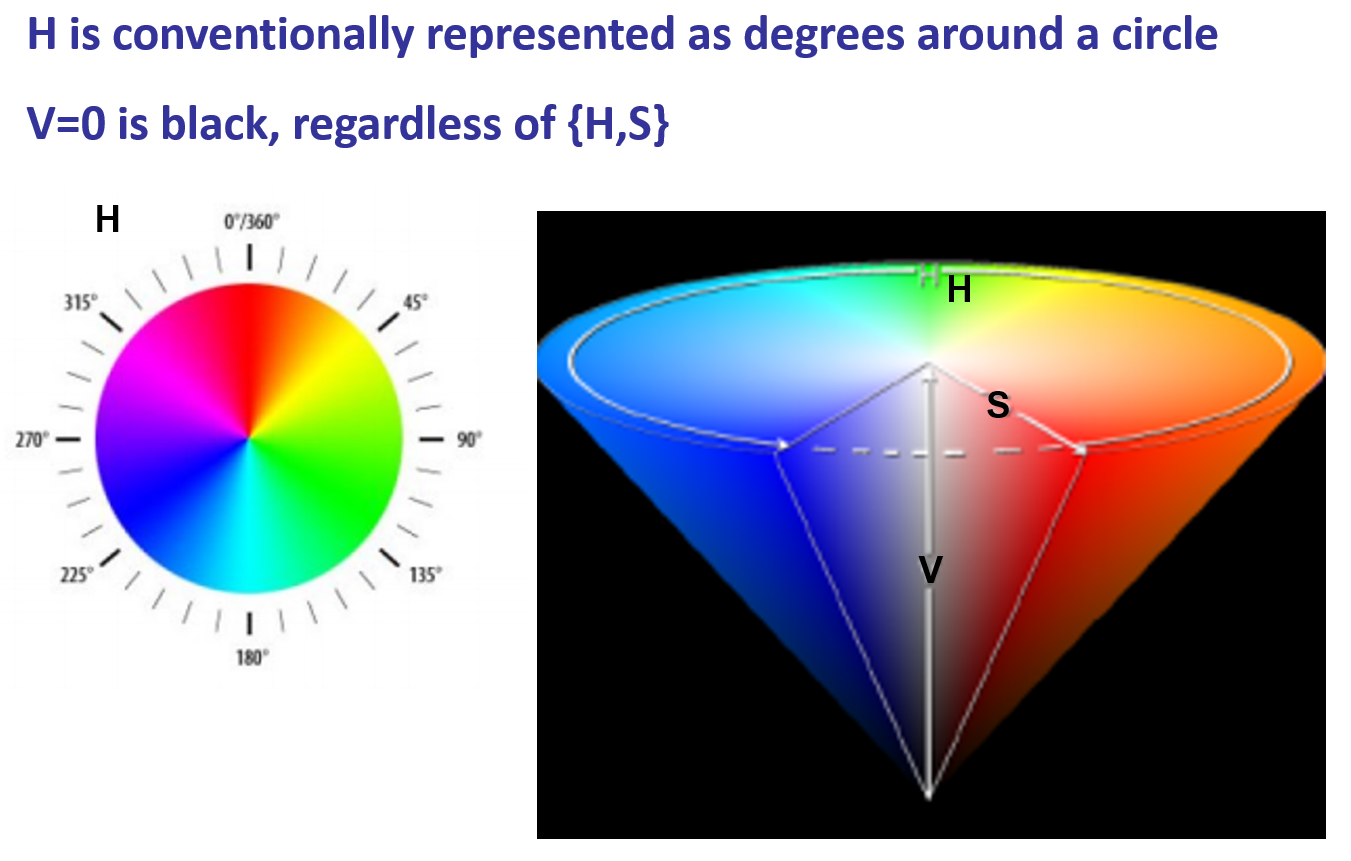 H is conventionally represented as degrees around a circle
V=0 is black, regardless of {H,S}
H
0°/360°
315°
45°
270°
90°
225°
135°
180°
H
H
S
V